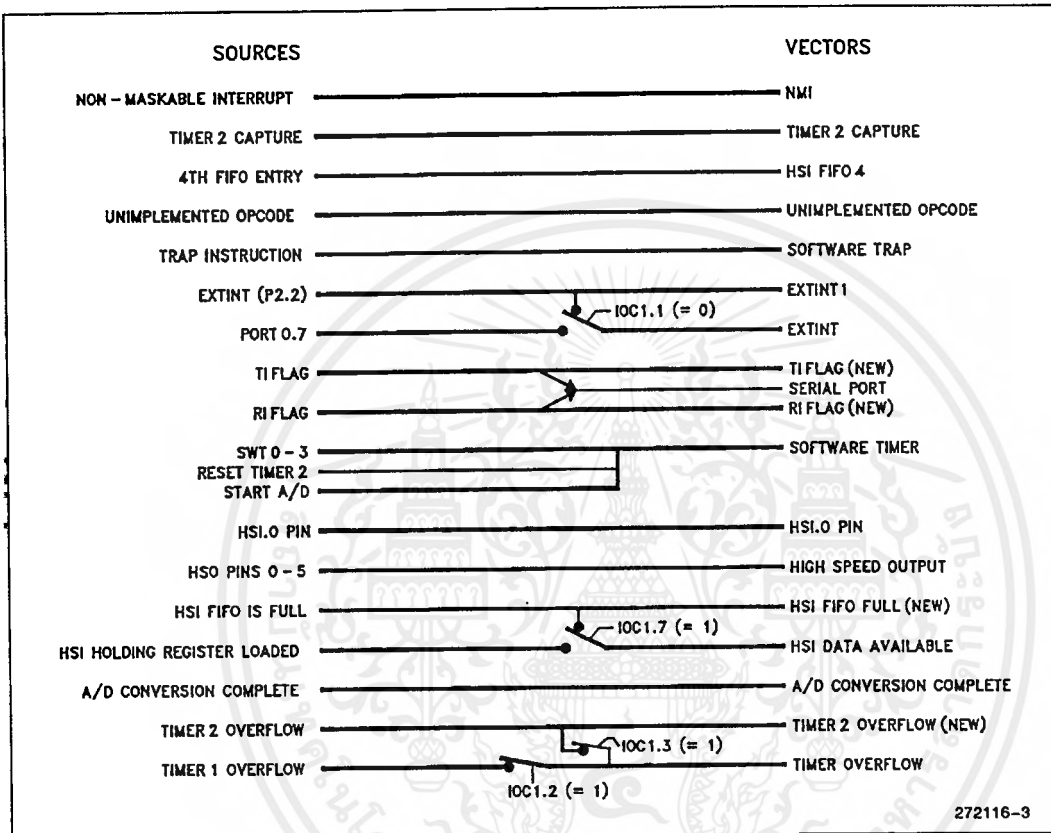 SOURCES VECTORS
NON-MASKABLE INTERRUPT NMI
TIMER 2 CAPTURE TIMER 2 CAPTURE
4TH FIFO ENTRY HSI FIFO 4
UNIMPLEMENTED OPCODE UNIMPLEMENTED OPCODE
TRAP INSTRUCTION SOFTWARE TRAP
EXTINT (P2.2) EXTINT1
IOC1.1 (= 0)
PORT 0.7 EXTINT
TI FLAG TI FLAG (NEW)
SERIAL PORT
RI FLAG RI FLAG (NEW)
SWT 0-3 SOFTWARE TIMER
RESET TIMER 2
START A/D
HSI.0 PIN HSI.0 PIN
HSO PINS 0-5 HIGH SPEED OUTPUT
HSI FIFO IS FULL HSI FIFO FULL (NEW)
IOC1.7 (= 1)
HSI HOLDING REGISTER LOADED HSI DATA AVAILABLE
A/D CONVERSION COMPLETE A/D CONVERSION COMPLETE
TIMER 2 OVERFLOW TIMER 2 OVERFLOW (NEW)
IOC1.3 (= 1)
TIMER 1 OVERFLOW TIMER OVERFLOW
IOC1.2 (= 1)
272116-3